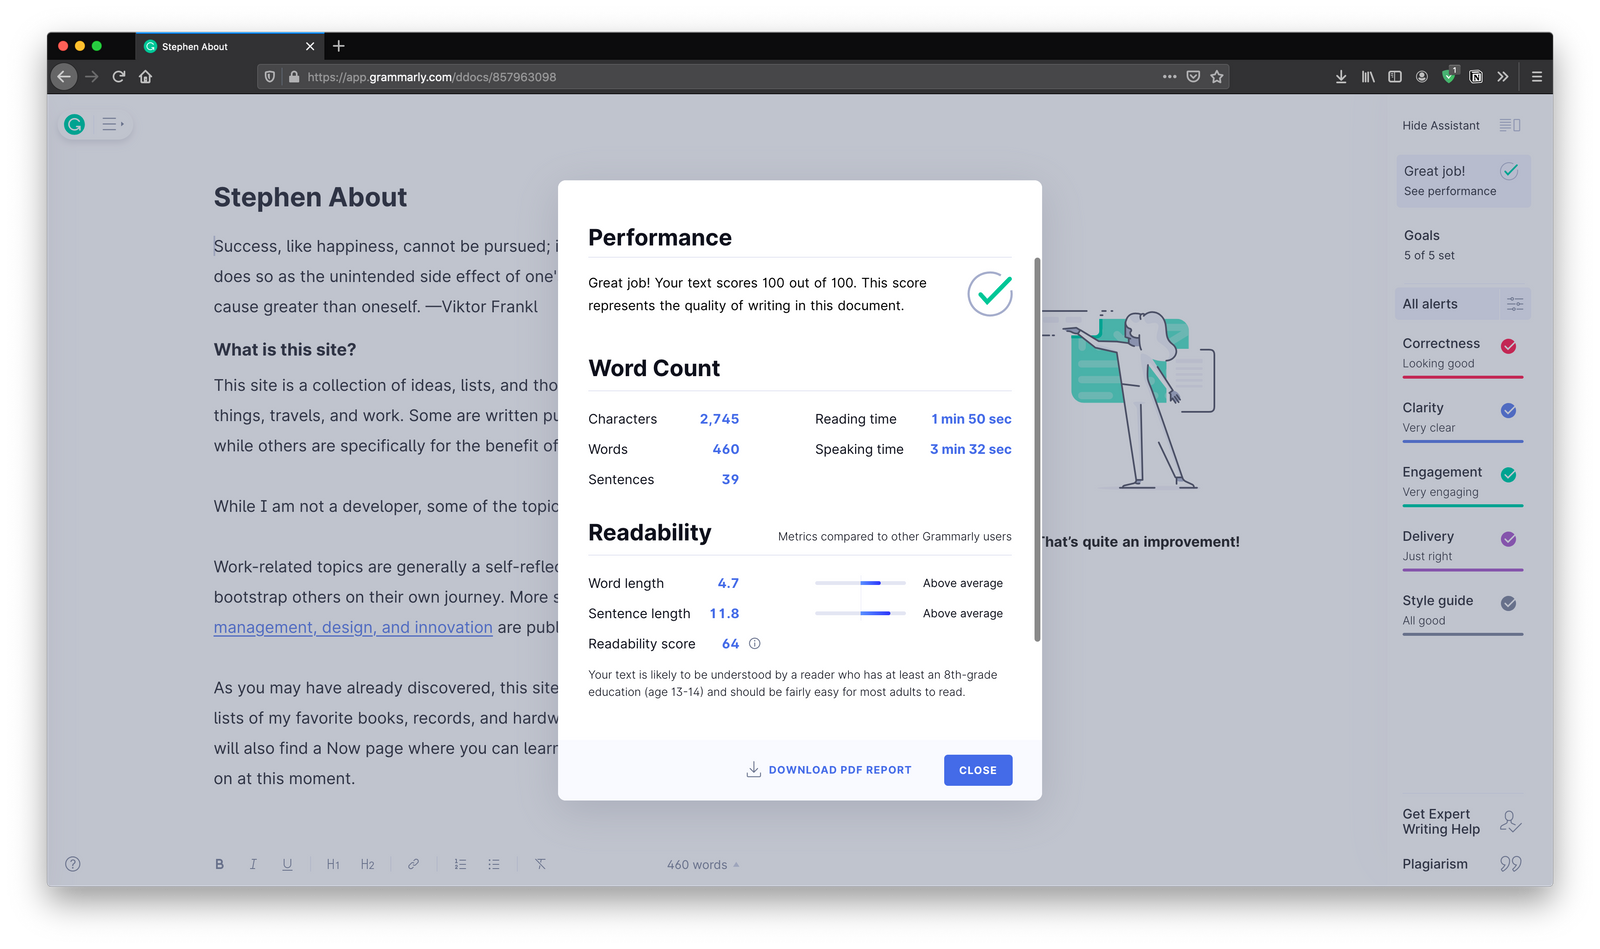 Stephen About
https://app.grammarly.com/ddocs/857963098
1
Hide Assistant
Great job!
See performance
Goals
5 of 5 set
All alerts
Correctness
Looking good
Clarity
Very clear
Engagement
Very engaging
Delivery
Just right
Style guide
All good
Get Expert
Writing Help
Plagiarism
Stephen About
Success, like happiness, cannot be pursued;
does so as the unintended side effect of one'
cause greater than oneself. —Viktor Frankl
What is this site?
This site is a collection of ideas, lists, and tho
things, travels, and work. Some are written pu
while others are specifically for the benefit of
While I am not a developer, some of the topic
Work-related topics are generally a self-reflec
bootstrap others on their own journey. More s
management, design, and innovation are publ
As you may have already discovered, this site
lists of my favorite books, records, and hardw
will also find a Now page where you can learn
on at this moment.
Performance
Great job! Your text scores 100 out of 100. This score
represents the quality of writing in this document.
Word Count
Characters 2,745 Reading time 1 min 50 sec
Words 460 Speaking time 3 min 32 sec
Sentences 39
Readability Metrics compared to other Grammarly users
Word length 4.7 Above average
Sentence length 11.8 Above average
Readability score 64
Your text is likely to be understood by a reader who has at least an 8th-grade
education (age 13-14) and should be fairly easy for most adults to read.
DOWNLOAD PDF REPORT CLOSE
That's quite an improvement!
B I U H1 H2 460 words